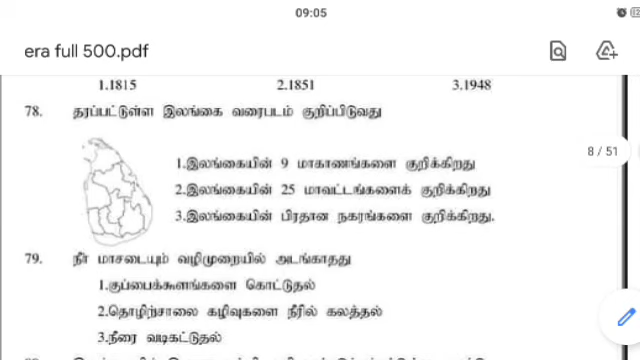 09:05
era full 500.pdf
1.1815 2.1851 3.1948
78. தரப்பட்டுள்ள இலங்கை வரைபடம் குறிப்பிடுவது
8 / 51
1.இலங்கையின் 9 மாகாணங்களை குறிக்கிறது
2.இலங்கையின் 25 மாவட்டங்களைக் குறிக்கிறது
3.இலங்கையின் பிரதான நகரங்களை குறிக்கிறது.
79. நீர் மாசடையும் வழிமுறையில் அடங்காதது
1.குப்பைக்கூளங்களை கொட்டுதல்
2.தொழிற்சாலை கழிவுகளை நீரில் கலத்தல்
3.நீரை வடிகட்டுதல்